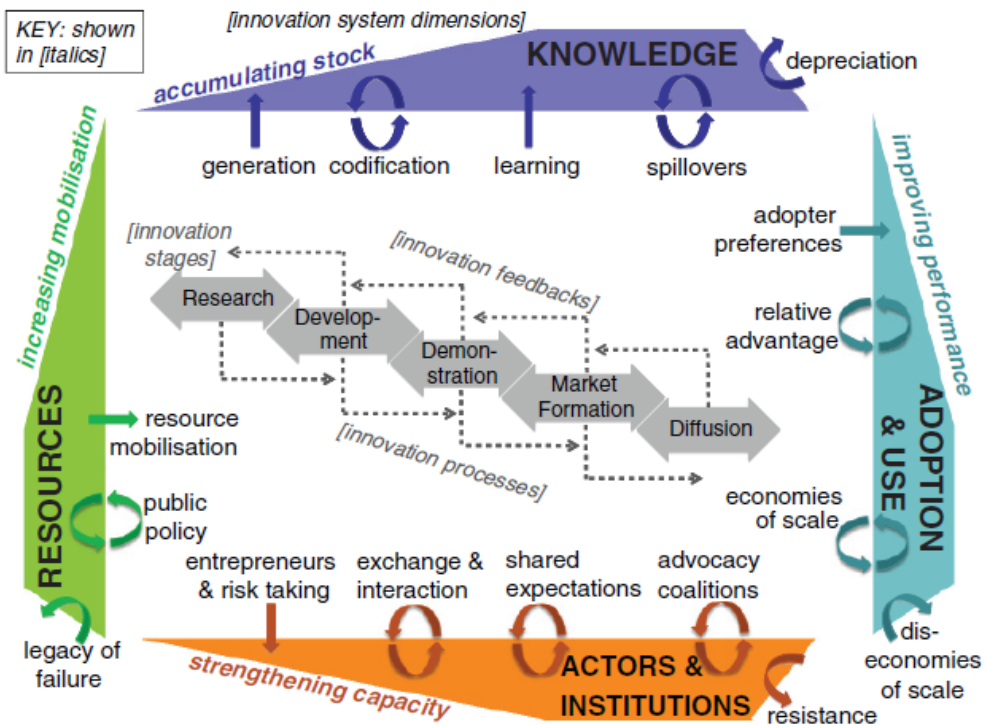 KEY: shown
in [italics]
[innovation system dimensions]
accumulating stock
KNOWLEDGE
depreciation
generation
codification
learning
spillovers
increasing mobilisation
RESOURCES
resource
mobilisation
public
policy
legacy of
failure
[innovation
stages]
[innovation feedbacks]
Research
Develop-
ment
Demon-
stration
Market
Formation
Diffusion
[innovation processes]
improving performance
adopter
preferences
relative
advantage
economies
of scale
ADOPTION
& USE
dis-
economies
of scale
entrepreneurs
& risk taking
exchange &
interaction
shared
expectations
advocacy
coalitions
strengthening capacity
ACTORS &
INSTITUTIONS
resistance